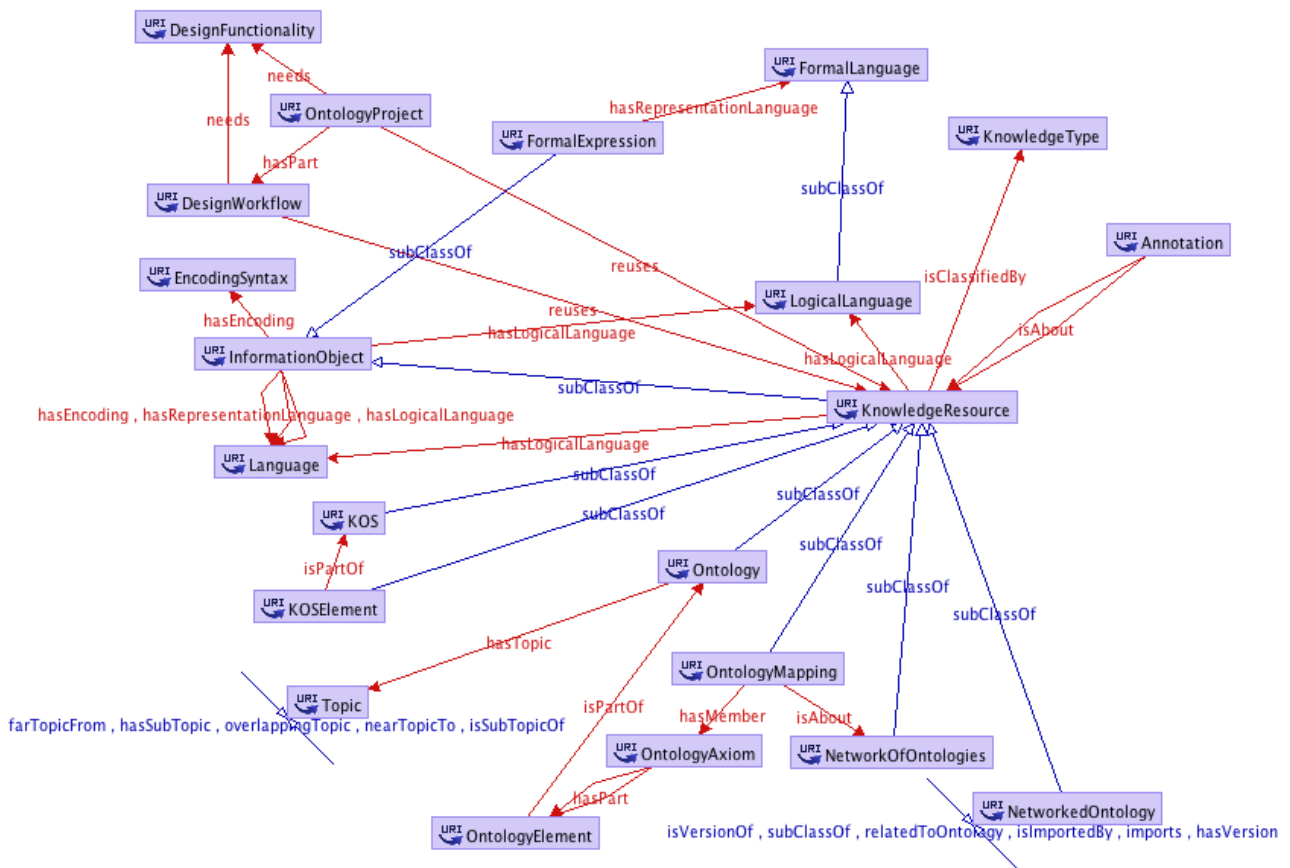 URI DesignFunctionality
needs
URI FormalLanguage
URI OntologyProject
hasRepresentationLanguage
needs
URI FormalExpression
URI KnowledgeType
hasPart
URI DesignWorkflow
subClassOf
URI Annotation
subClassOf
reuses
URI EncodingSyntax
isClassifiedBy
URI LogicalLanguage
reuses
hasEncoding
hasLogicalLanguage
isAbout
URI InformationObject
hasLogicalLanguage
subClassOf
URI KnowledgeResource
hasEncoding , hasRepresentationLanguage , hasLogicalLanguage
hasLogicalLanguage
URI Language
subClassOf
subClassOf
URI KOS
subClassOf
subClassOf
isPartOf
URI Ontology
subClassOf
URI KOSElement
subClassOf
hasTopic
URI OntologyMapping
URI Topic
isPartOf
hasMember
isAbout
farTopicFrom , hasSubTopic , overlappingTopic , nearTopicTo , isSubTopicOf
URI OntologyAxiom
URI NetworkOfOntologies
hasPart
URI NetworkedOntology
URI OntologyElement
isVersionOf , subClassOf , relatedToOntology , isImportedBy , imports , hasVersion